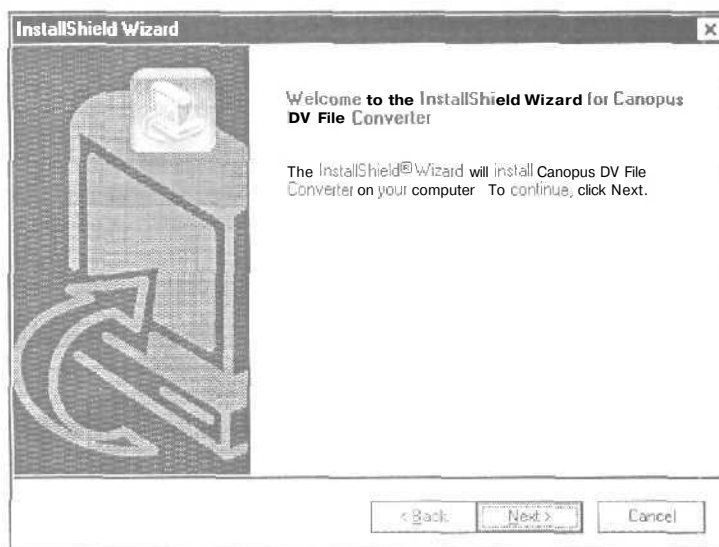 InstallShield Wizard
Welcome to the InstallShield Wizard for Canopus
DV File Converter
The InstallShield® Wizard will install Canopus DV File
Converter on your computer To continue, click Next.
< Back
Next >
Cancel